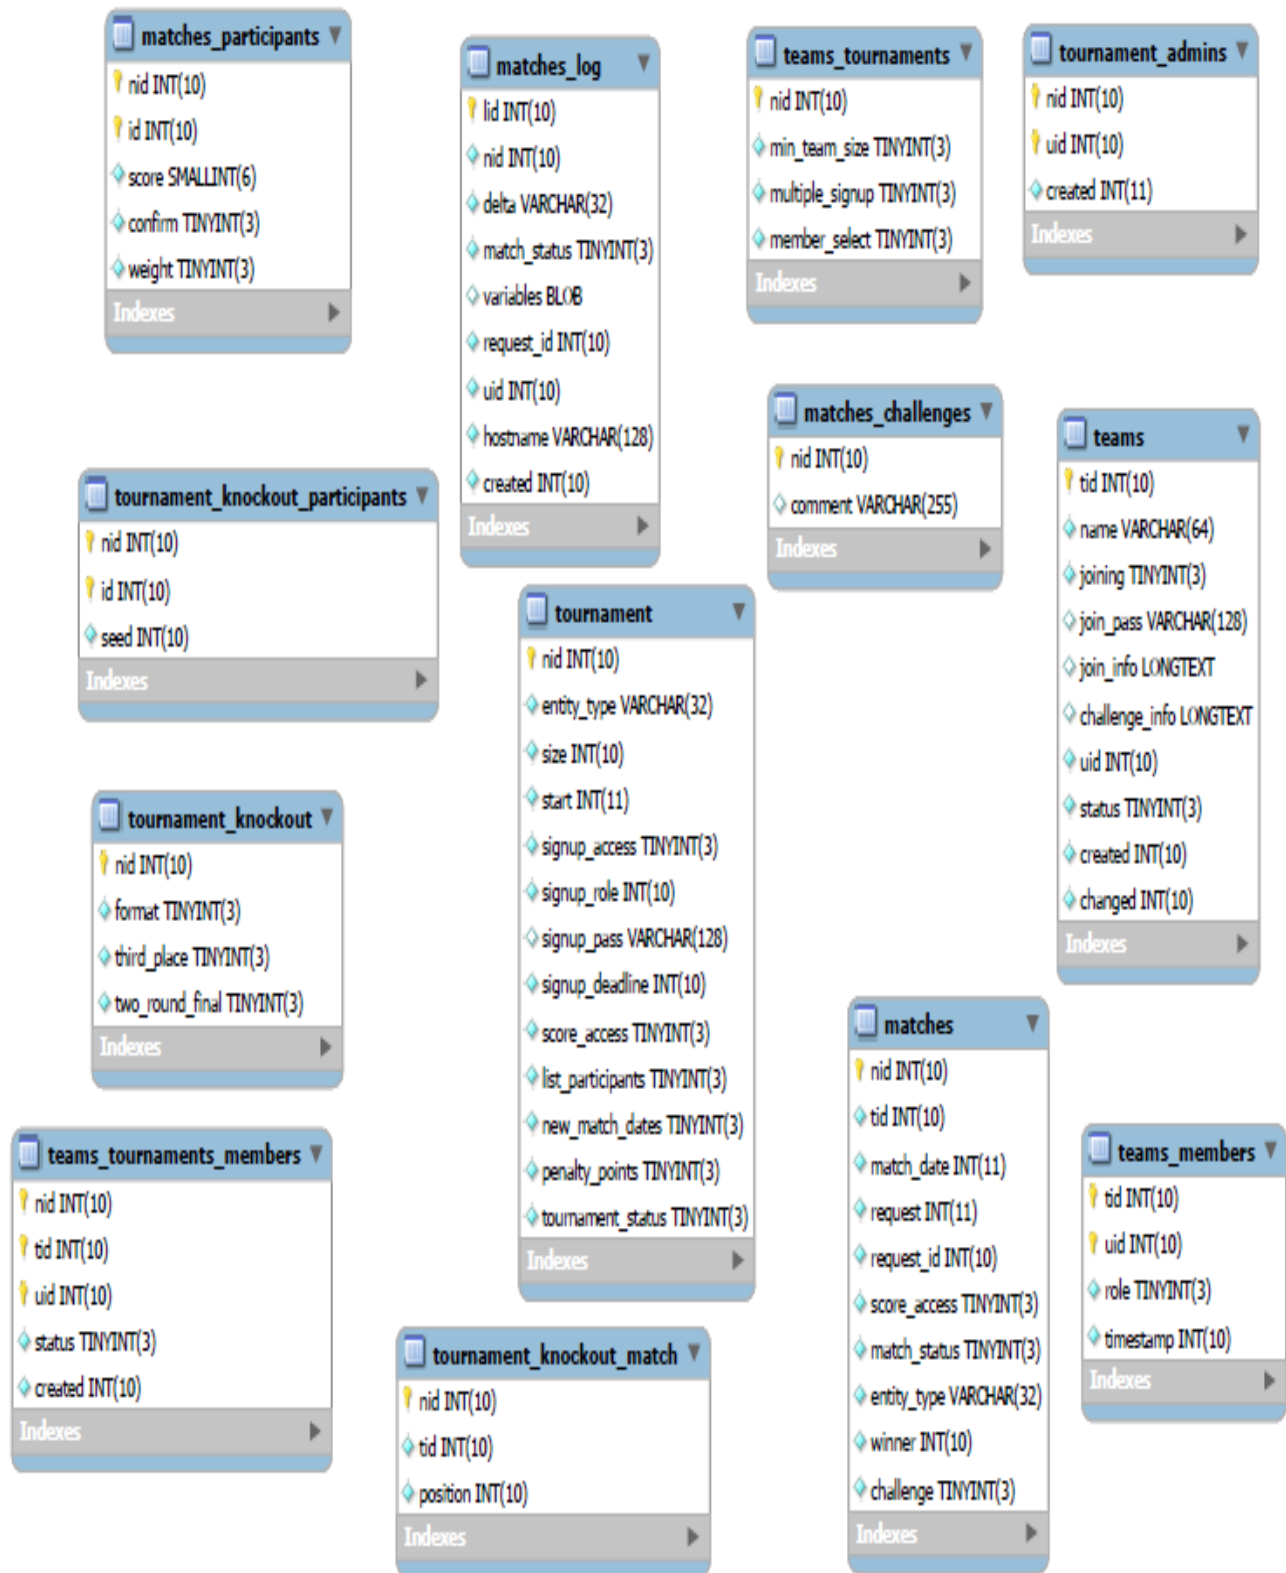 matches_participants
nid INT(10)
id INT(10)
score SMALLINT(6)
confirm TINYINT(3)
weight TINYINT(3)
Indexes
matches_log
lid INT(10)
nid INT(10)
delta VARCHAR(32)
match_status TINYINT(3)
variables BLOB
request_id INT(10)
uid INT(10)
hostname VARCHAR(128)
created INT(10)
Indexes
teams_tournaments
nid INT(10)
min_team_size TINYINT(3)
multiple_signup TINYINT(3)
member_select TINYINT(3)
Indexes
tournament_admins
nid INT(10)
uid INT(10)
created INT(11)
Indexes
matches_challenges
nid INT(10)
comment VARCHAR(255)
Indexes
teams
tid INT(10)
name VARCHAR(64)
joining TINYINT(3)
join_pass VARCHAR(128)
join_info LONGTEXT
challenge_info LONGTEXT
uid INT(10)
status TINYINT(3)
created INT(10)
changed INT(10)
Indexes
tournament_knockout_participants
nid INT(10)
id INT(10)
seed INT(10)
Indexes
tournament
nid INT(10)
entity_type VARCHAR(32)
size INT(10)
start INT(11)
signup_access TINYINT(3)
signup_role INT(10)
signup_pass VARCHAR(128)
signup_deadline INT(10)
score_access TINYINT(3)
list_participants TINYINT(3)
new_match_dates TINYINT(3)
penalty_points TINYINT(3)
tournament_status TINYINT(3)
Indexes
tournament_knockout
nid INT(10)
format TINYINT(3)
third_place TINYINT(3)
two_round_final TINYINT(3)
Indexes
matches
nid INT(10)
tid INT(10)
match_date INT(11)
request INT(11)
request_id INT(10)
score_access TINYINT(3)
match_status TINYINT(3)
entity_type VARCHAR(32)
winner INT(10)
challenge TINYINT(3)
Indexes
teams_members
tid INT(10)
uid INT(10)
role TINYINT(3)
timestamp INT(10)
Indexes
teams_tournaments_members
nid INT(10)
tid INT(10)
uid INT(10)
status TINYINT(3)
created INT(10)
Indexes
tournament_knockout_match
nid INT(10)
tid INT(10)
position INT(10)
Indexes